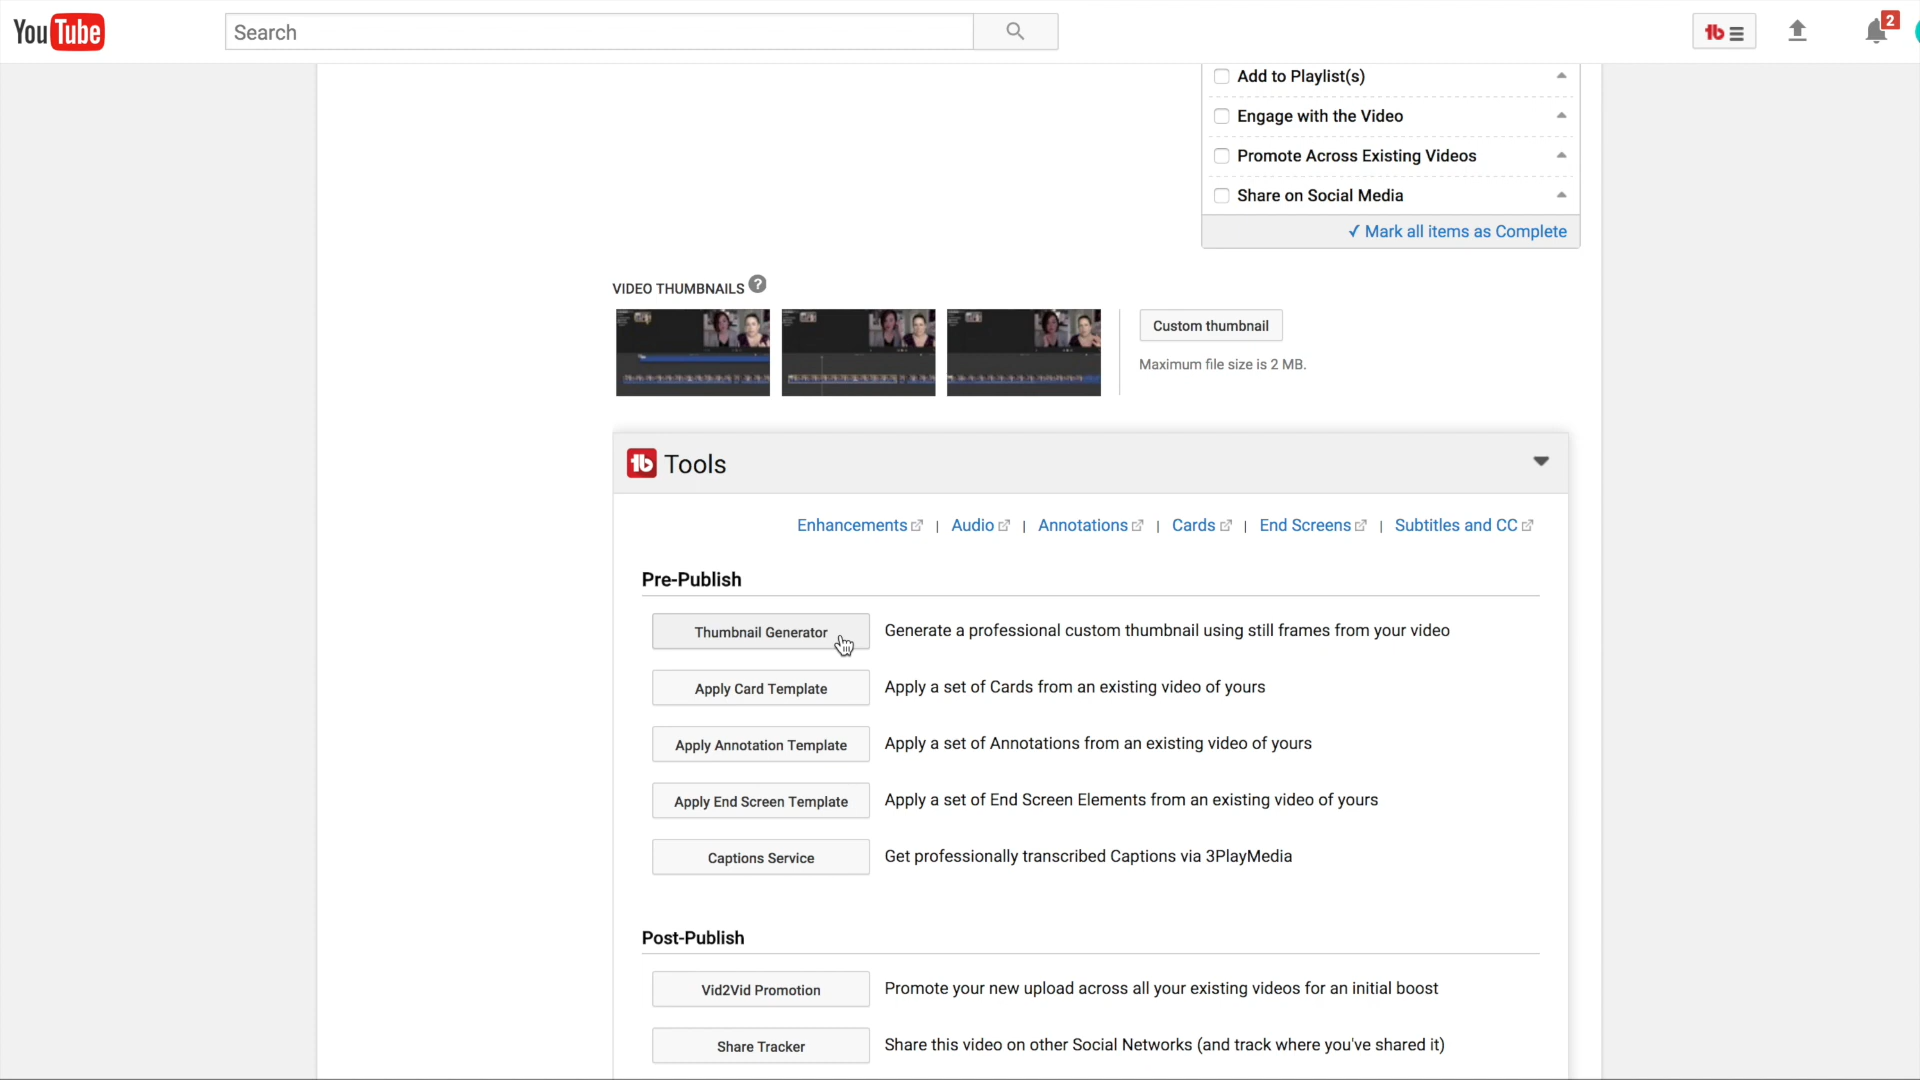 YouTube
Search
2
Add to Playlist(s)
Engage with the Video
Promote Across Existing Videos
Share on Social Media
✓ Mark all items as Complete
VIDEO THUMBNAILS ?
Custom thumbnail
Maximum file size is 2 MB.
tb Tools
Enhancements | Audio | Annotations | Cards | End Screens | Subtitles and CC
Pre-Publish
Thumbnail Generator Generate a professional custom thumbnail using still frames from your video
Apply Card Template Apply a set of Cards from an existing video of yours
Apply Annotation Template Apply a set of Annotations from an existing video of yours
Apply End Screen Template Apply a set of End Screen Elements from an existing video of yours
Captions Service Get professionally transcribed Captions via 3PlayMedia
Post-Publish
Vid2Vid Promotion Promote your new upload across all your existing videos for an initial boost
Share Tracker Share this video on other Social Networks (and track where you've shared it)